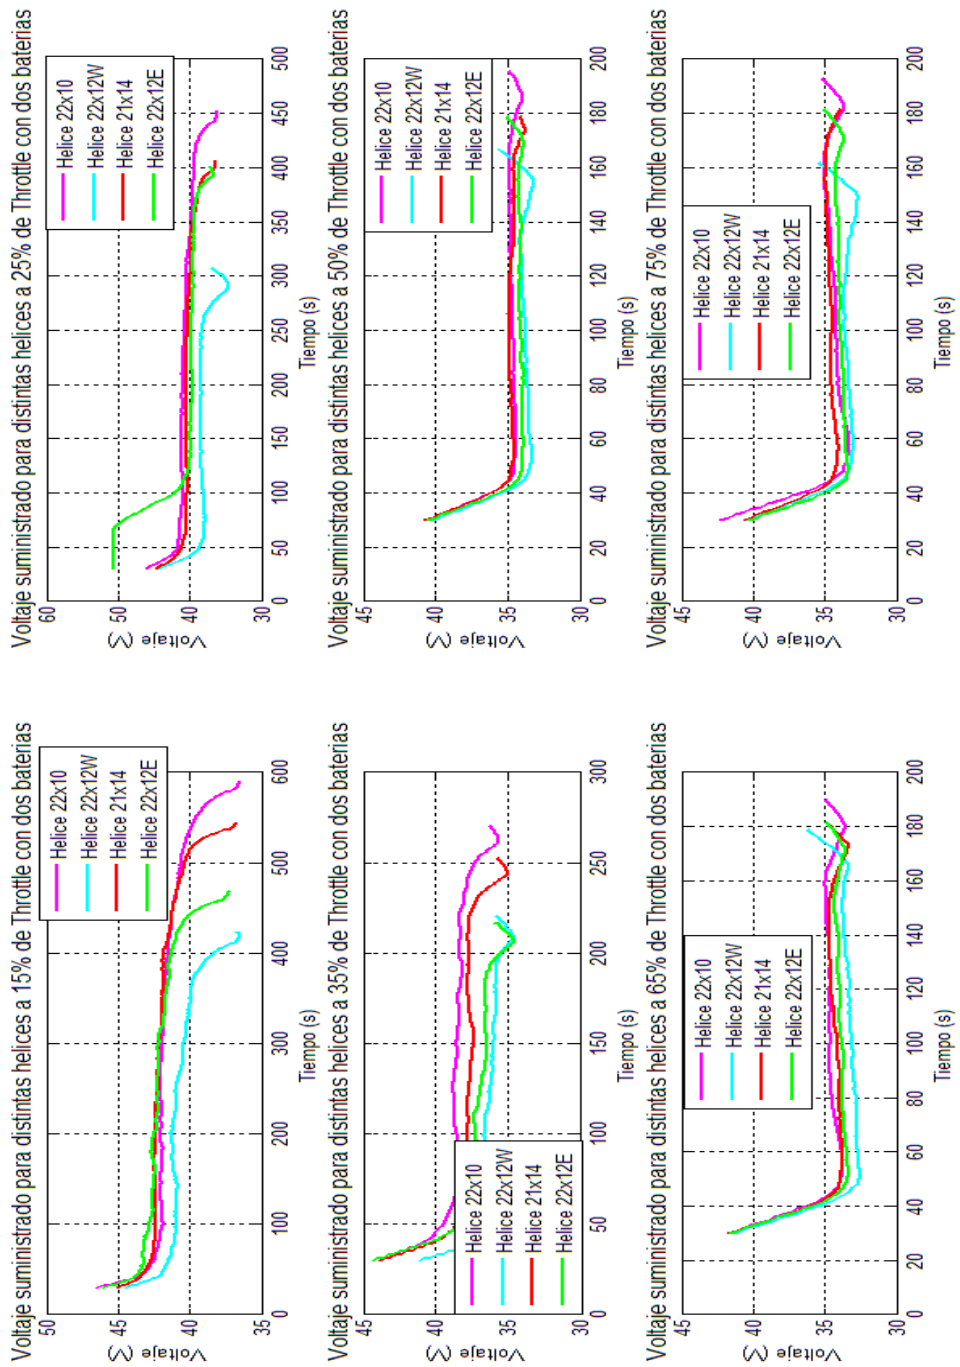 Voltaje suministrado para distintas helices a 15% de Throttle con dos baterias
50
45
40
35
Voltaje (V)
Helice 22x10
Helice 22x12W
Helice 21x14
Helice 22x12E
0 100 200 300 400 500 600
Tiempo (s)
Voltaje suministrado para distintas helices a 25% de Throttle con dos baterias
60
50
40
30
Voltaje (V)
Helice 22x10
Helice 22x12W
Helice 21x14
Helice 22x12E
0 50 100 150 200 250 300 350 400 450 500
Tiempo (s)
Voltaje suministrado para distintas helices a 35% de Throttle con dos baterias
45
40
35
30
Voltaje (V)
Helice 22x10
Helice 22x12W
Helice 21x14
Helice 22x12E
0 50 100 150 200 250 300
Tiempo (s)
Voltaje suministrado para distintas helices a 50% de Throttle con dos baterias
45
40
35
30
Voltaje (V)
Helice 22x10
Helice 22x12W
Helice 21x14
Helice 22x12E
0 20 40 60 80 100 120 140 160 180 200
Tiempo (s)
Voltaje suministrado para distintas helices a 65% de Throttle con dos baterias
45
40
35
30
Voltaje (V)
Helice 22x10
Helice 22x12W
Helice 21x14
Helice 22x12E
0 20 40 60 80 100 120 140 160 180 200
Tiempo (s)
Voltaje suministrado para distintas helices a 75% de Throttle con dos baterias
45
40
35
30
Voltaje (V)
Helice 22x10
Helice 22x12W
Helice 21x14
Helice 22x12E
0 20 40 60 80 100 120 140 160 180 200
Tiempo (s)